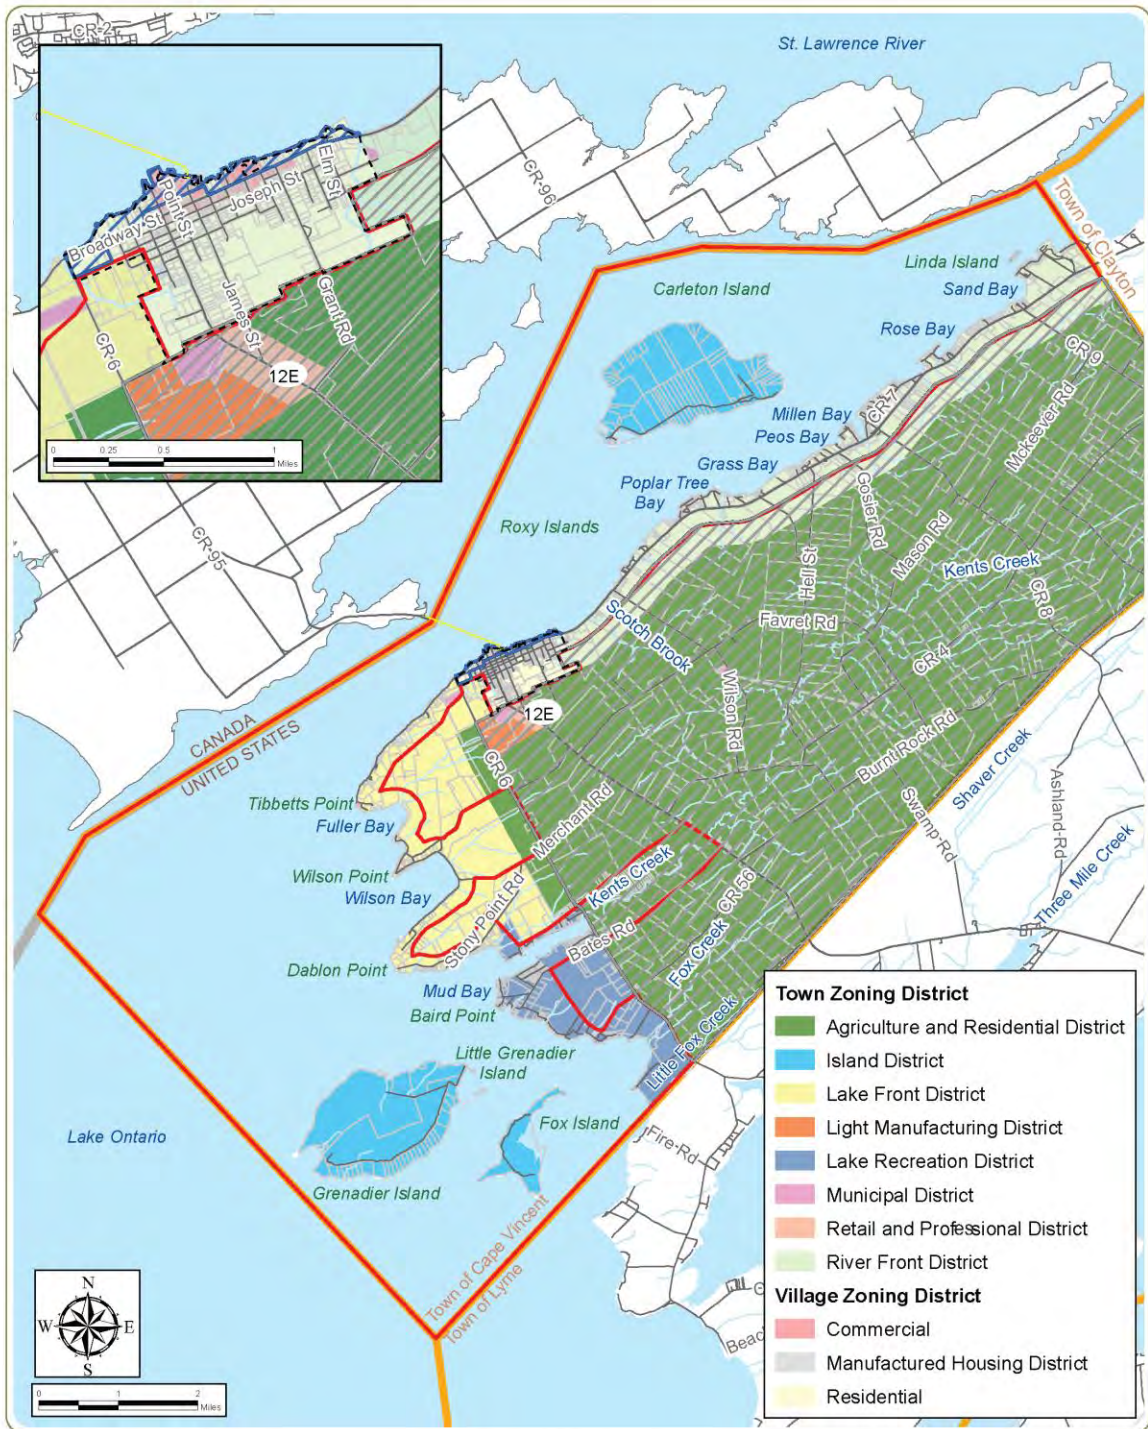 CR-2
St. Lawrence River
Elm St
Joseph St
Point St
Broadway St
James St
Grant Rd
CR-6
12E
0 0.25 0.5 1
Miles
CR-96
Town of Clayton
Linda Island
Sand Bay
Carleton Island
Rose Bay
CR-9
Mckeever Rd
CR-7
Millen Bay
Peos Bay
Grass Bay
Poplar Tree
Bay
Gosier Rd
Mason Rd
Roxy Islands
CR-95
Hell St
Kents Creek
CR-8
Scotch Brook
Favret Rd
CR-4
Wilson Rd
12E
Burnt Rock Rd
Shaver Creek
CANADA
UNITED STATES
CR-6
Ashland-Rd
Swamp-Rd
Tibbetts Point
Fuller Bay
Merchant Rd
Wilson Point
Wilson Bay
Kents Creek
CR-56
Three Mile Creek
Stony Point Rd
Bates Rd
Fox Creek
Dablon Point
Mud Bay
Baird Point
Little Fox Creek
Little Grenadier
Island
Fox Island
Lake Ontario
Fire-Rd
Grenadier Island
Town of Cape Vincent
Town of Lyme
Town Zoning District
Agriculture and Residential District
Island District
Lake Front District
Light Manufacturing District
Lake Recreation District
Municipal District
Retail and Professional District
River Front District
Village Zoning District
Commercial
Manufactured Housing District
Residential
N
W E
S
0 1 2
Miles